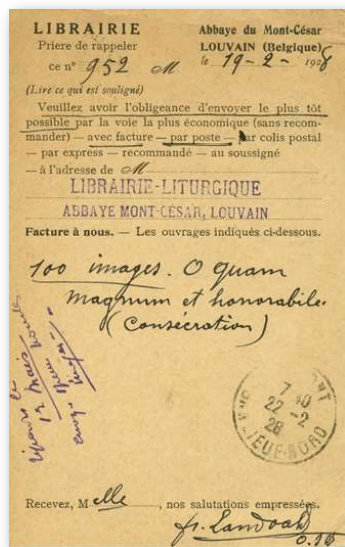 LIBRAIRIE
Priere de rappeler
ce n° 952 M
(Lire ce qui est souligné)
Abbaye du Mont-César
LOUVAIN (Belgique)
le 19-2-1928
Veuillez avoir l'obligeance d'envoyer le plus tôt
possible par la voie la plus économique (sans recom-
mander) — avec facture — par poste — par colis postal
— par express — recommandé — au soussigné
— à l'adresse de M
LIBRAIRIE-LITURGIQUE
ABBAYE MONT-CÉSAR, LOUVAIN
Facture à nous. — Les ouvrages indiqués ci-dessous.
100 images. O quam
magnum et honorabile.
(Consécration)
7
22 -2
28
Recevez, Melle, nos salutations empressées.